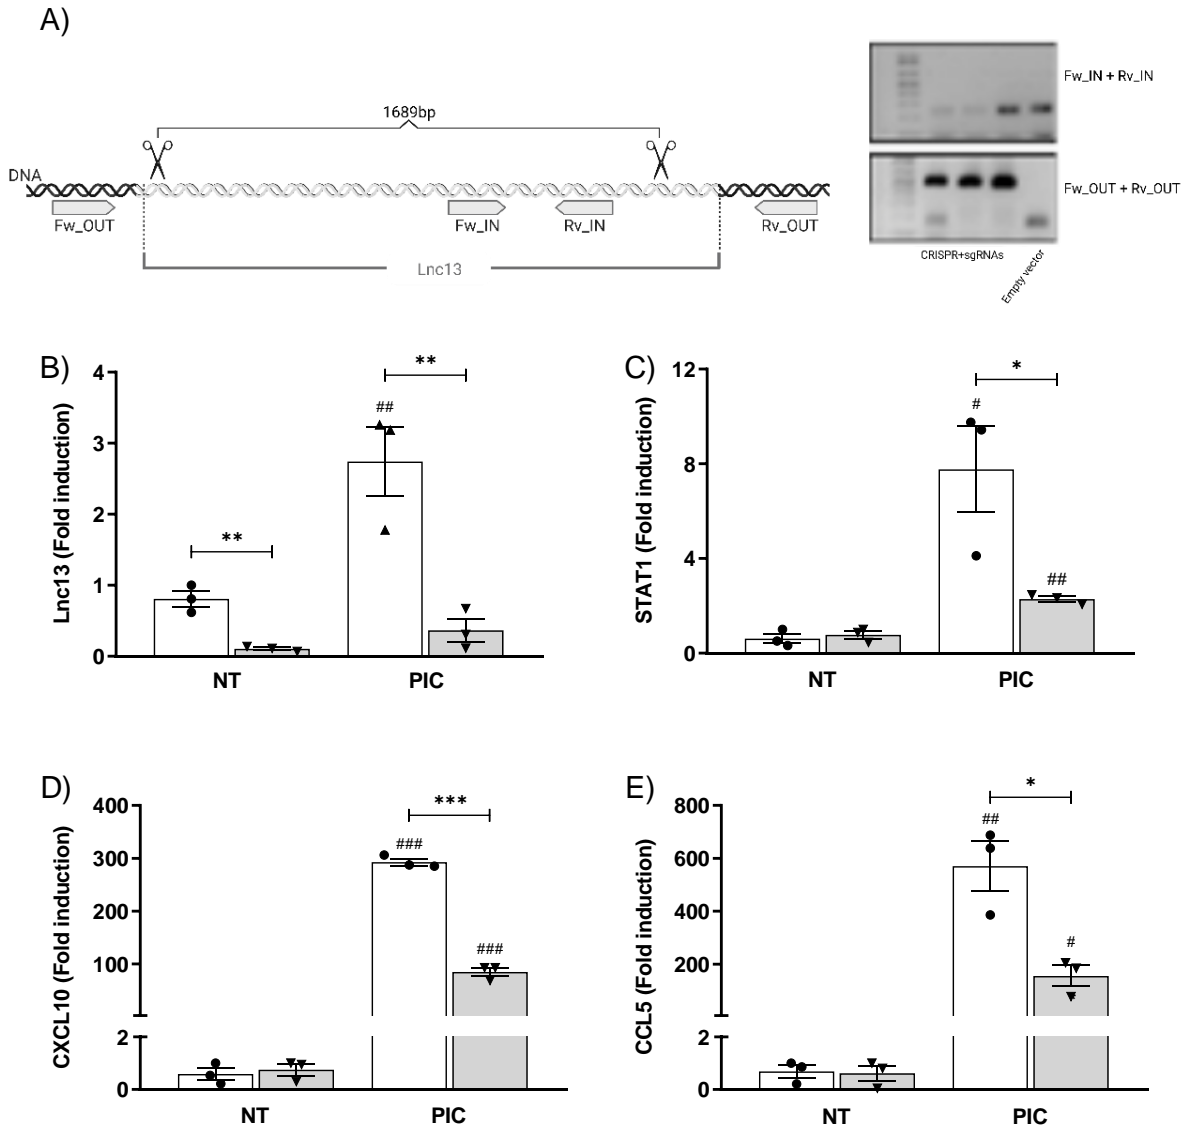 A)
1689bp
DNA
Fw_OUT
Fw_IN
Rv_IN
Rv_OUT
Lnc13
Fw_IN + Rv_IN
Fw_OUT + Rv_OUT
CRISPR+sgRNAs
Empty vector
B)
Lnc13 (Fold induction)
4
3
2
1
0
**
##
**
NT
PIC
C)
STAT1 (Fold induction)
12
8
4
0
*
#
##
NT
PIC
D)
CXCL10 (Fold induction)
400
300
200
100
2
0
***
###
###
NT
PIC
E)
CCL5 (Fold induction)
800
600
400
200
2
0
*
##
#
NT
PIC